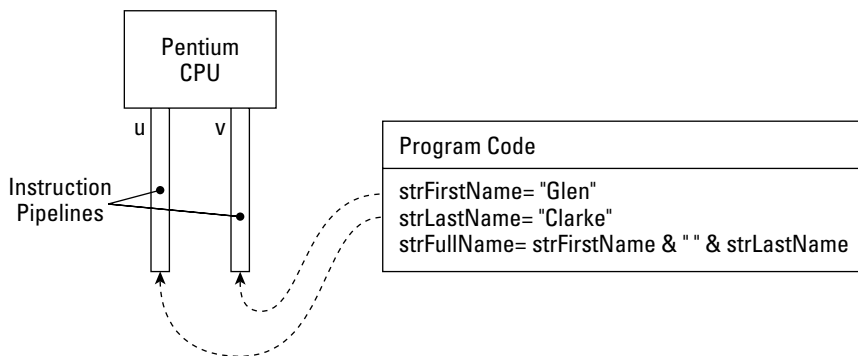 Pentium
CPU
u
v
Instruction
Pipelines
Program Code
strFirstName= "Glen"
strLastName= "Clarke"
strFullName= strFirstName & " " & strLastName